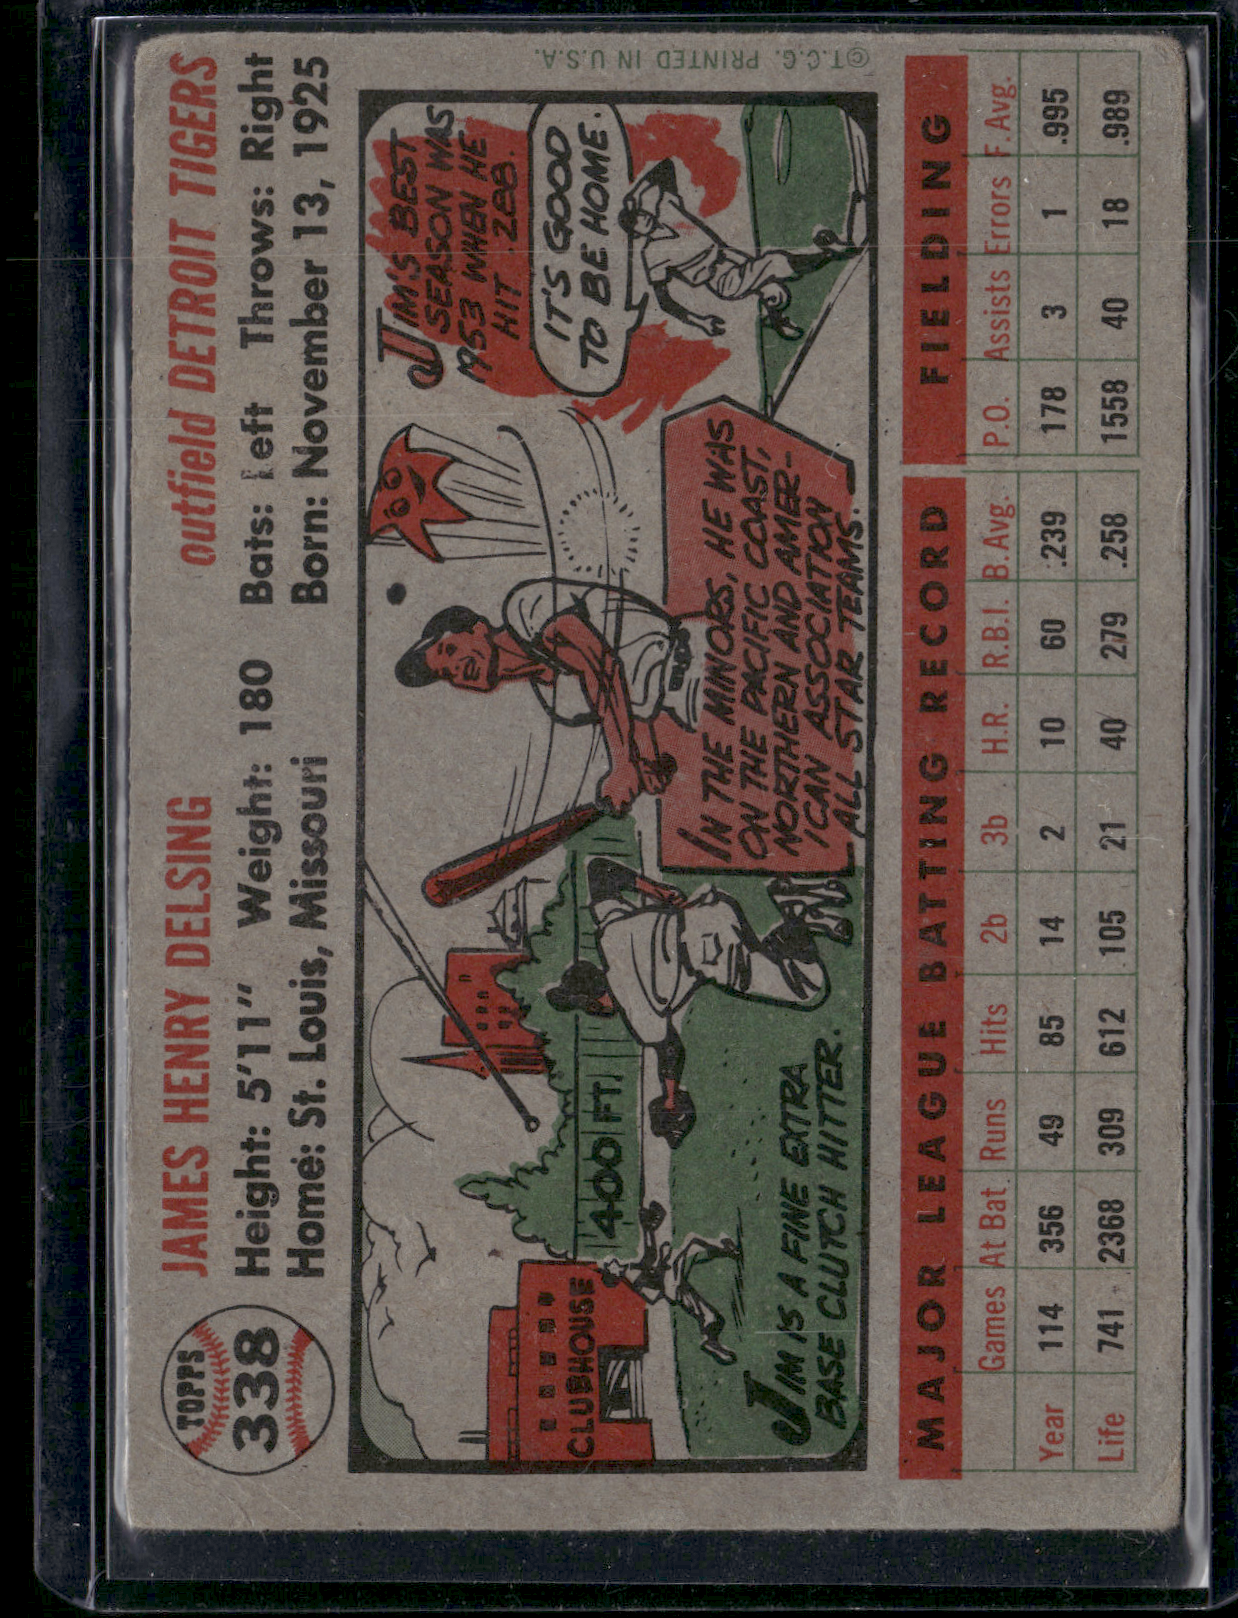 TOPPS
338
JAMES HENRY DELSING outfield DETROIT TIGERS
Height: 5'11" Weight: 180 Bats: Left Throws: Right
Home: St. Louis, Missouri Born: November 13, 1925
CLUBHOUSE
400 FT
JIM IS A FINE EXTRA
BASE CLUTCH HITTER.
IN THE MINORS, HE WAS
ON THE PACIFIC COAST,
NORTHERN AND AMER-
ICAN ASSOCIATION
ALL STAR TEAMS.
JIM'S BEST
SEASON WAS
1953 WHEN HE
HIT .288.
IT'S GOOD
TO BE HOME.
MAJOR LEAGUE BATTING RECORD FIELDING
Games At Bat Runs Hits 2b 3b H.R. R.B.I. B.Avg. P.O. Assists Errors F.Avg.
Year 114 356 49 85 14 2 10 60 .239 178 3 1 .995
Life 741 2368 309 612 105 21 40 279 .258 1558 40 18 .989
©T.C.G. PRINTED IN U.S.A.